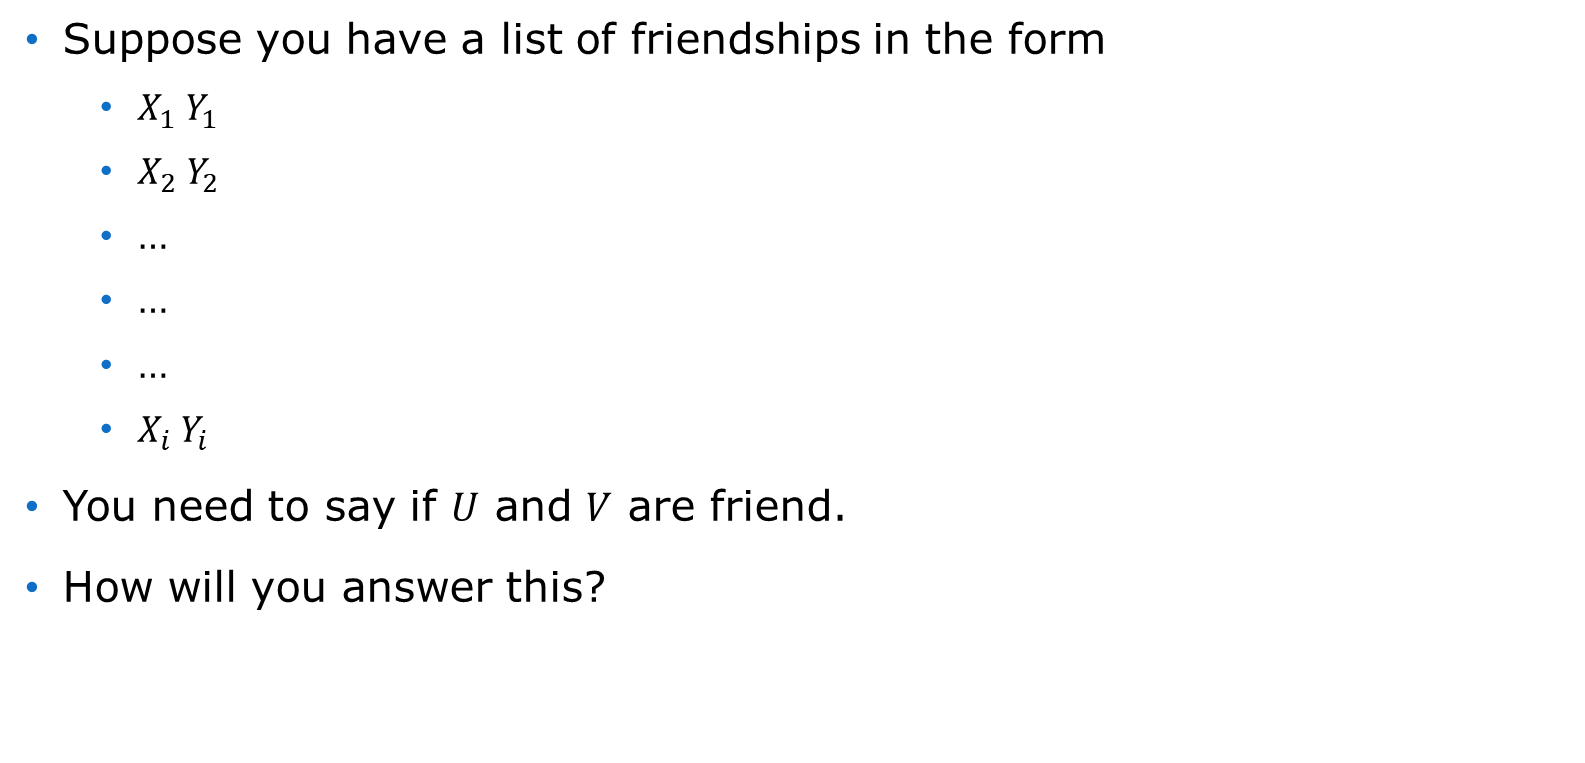 • Suppose you have a list of friendships in the form
• X₁ Y₁
• X₂ Y₂
• ...
• ...
• ...
• Xᵢ Yᵢ
• You need to say if U and V are friend.
• How will you answer this?